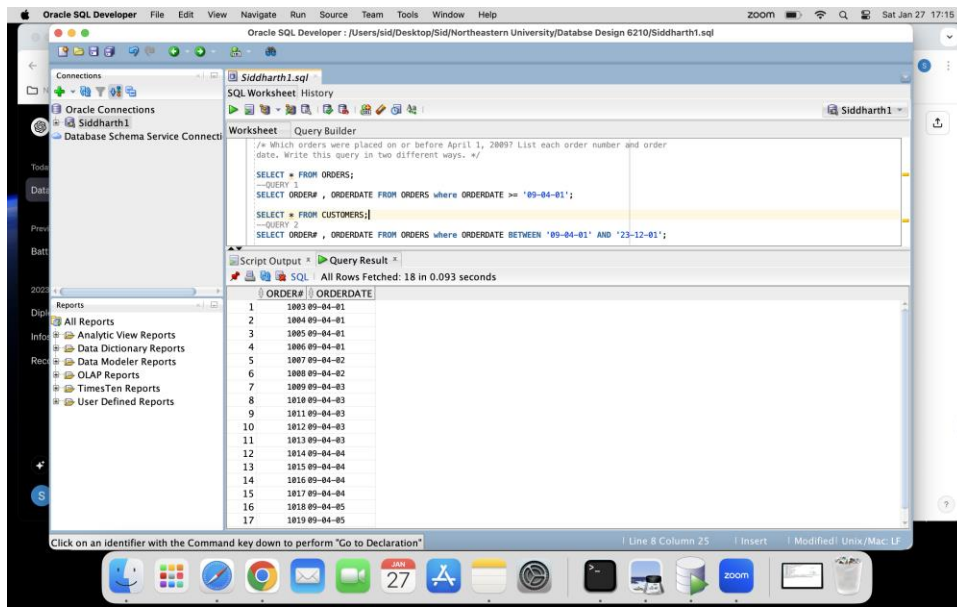 Oracle SQL Developer File Edit View Navigate Run Source Team Tools Window Help zoom Sat Jan 27 17:15
Oracle SQL Developer : /Users/sid/Desktop/Sid/Northeastern University/Databse Design 6210/Siddharth1.sql
Connections
Oracle Connections
Siddharth1
Database Schema Service Connecti
Siddharth1.sql
SQL Worksheet History
Siddharth1
Worksheet Query Builder
/* Which orders were placed on or before April 1, 2009? List each order number and order
date. Write this query in two different ways. */
SELECT * FROM ORDERS;
--QUERY 1
SELECT ORDER# , ORDERDATE FROM ORDERS where ORDERDATE >= '09-04-01';
SELECT * FROM CUSTOMERS;
--QUERY 2
SELECT ORDER# , ORDERDATE FROM ORDERS where ORDERDATE BETWEEN '09-04-01' AND '23-12-01';
Script Output Query Result
SQL All Rows Fetched: 18 in 0.093 seconds
ORDER# ORDERDATE
1 1003 09-04-01
2 1004 09-04-01
3 1005 09-04-01
4 1006 09-04-01
5 1007 09-04-02
6 1008 09-04-02
7 1009 09-04-03
8 1010 09-04-03
9 1011 09-04-03
10 1012 09-04-03
11 1013 09-04-03
12 1014 09-04-04
13 1015 09-04-04
14 1016 09-04-04
15 1017 09-04-04
16 1018 09-04-05
17 1019 09-04-05
Reports
All Reports
Analytic View Reports
Data Dictionary Reports
Data Modeler Reports
OLAP Reports
TimesTen Reports
User Defined Reports
Toda
Data
Previ
Batt
2023
Diplo
Infos
Rec
S
S
Click on an identifier with the Command key down to perform "Go to Declaration"
Line 8 Column 25 Insert Modified Unix/Mac: LF
JAN
27
zoom